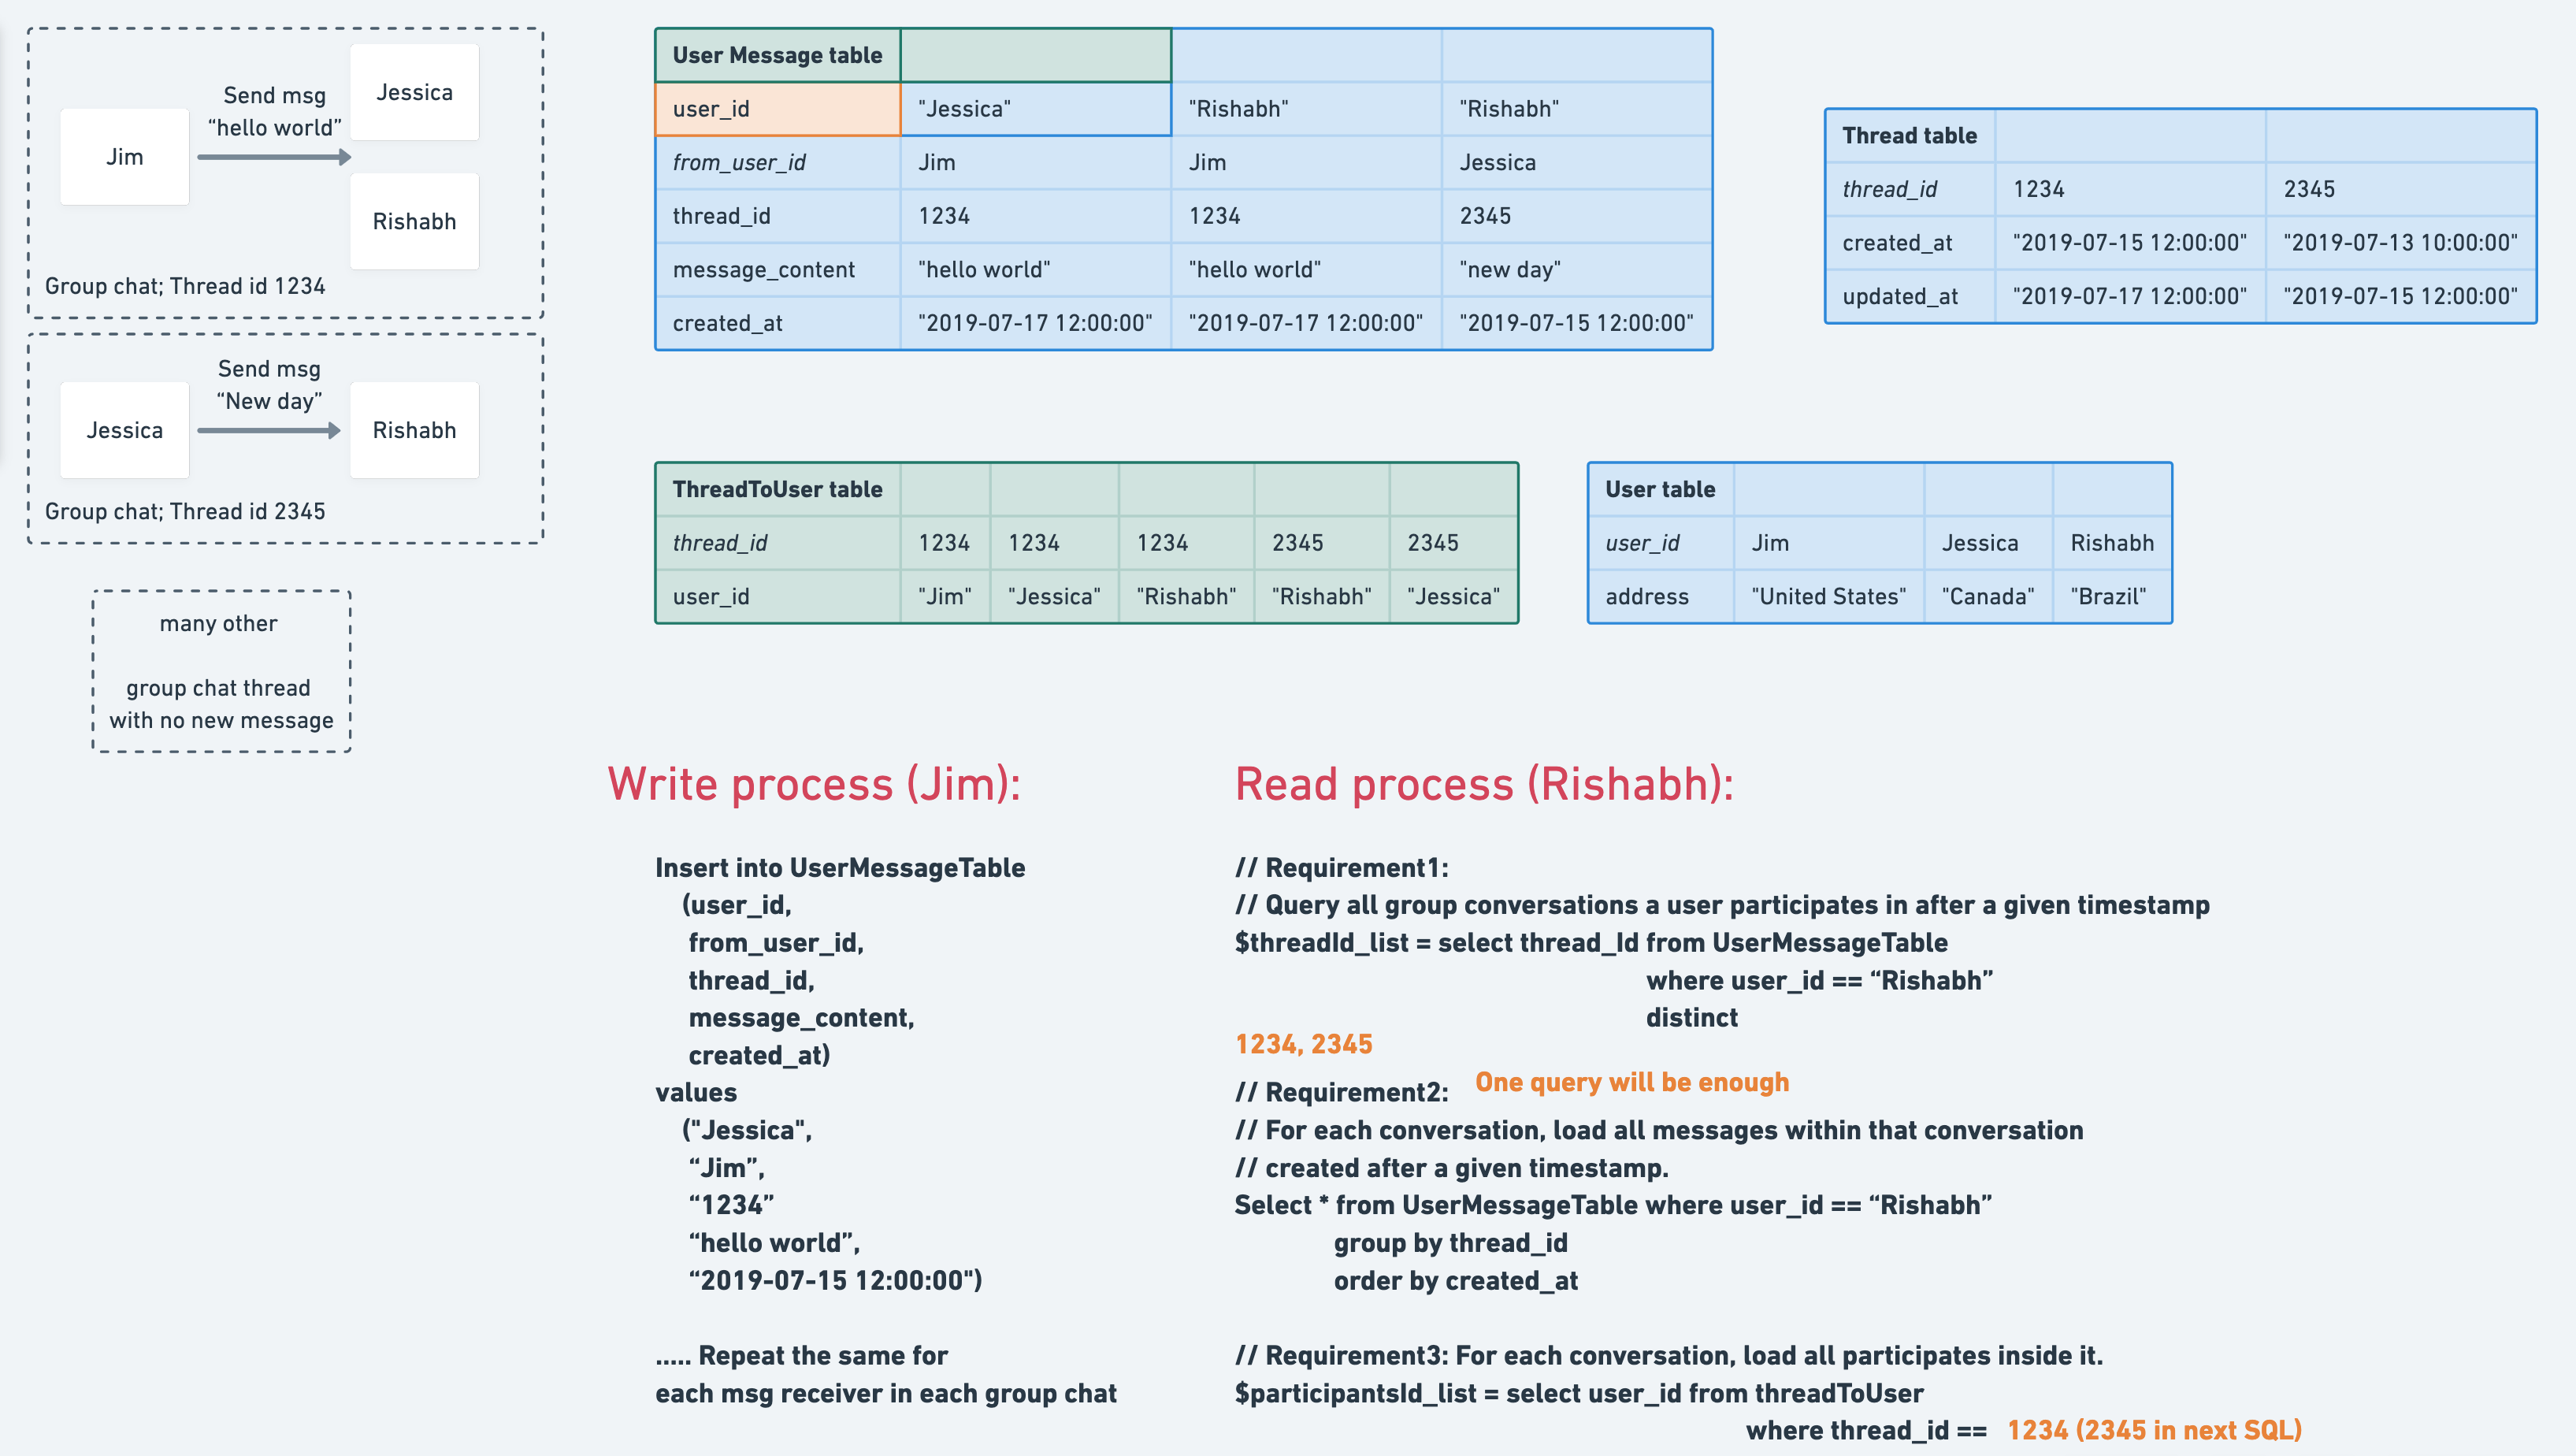 Jim
Send msg
“hello world”
Jessica
Rishabh
Group chat; Thread id 1234
Jessica
Send msg
“New day”
Rishabh
Group chat; Thread id 2345
many other
group chat thread
with no new message
User Message table
user_id "Jessica" "Rishabh" "Rishabh"
from_user_id Jim Jim Jessica
thread_id 1234 1234 2345
message_content "hello world" "hello world" "new day"
created_at "2019-07-17 12:00:00" "2019-07-17 12:00:00" "2019-07-15 12:00:00"
Thread table
thread_id 1234 2345
created_at "2019-07-15 12:00:00" "2019-07-13 10:00:00"
updated_at "2019-07-17 12:00:00" "2019-07-15 12:00:00"
ThreadToUser table
thread_id 1234 1234 1234 2345 2345
user_id "Jim" "Jessica" "Rishabh" "Rishabh" "Jessica"
User table
user_id Jim Jessica Rishabh
address "United States" "Canada" "Brazil"
Write process (Jim):
Insert into UserMessageTable
(user_id,
from_user_id,
thread_id,
message_content,
created_at)
values
("Jessica",
“Jim”,
“1234”
“hello world”,
“2019-07-15 12:00:00")
..... Repeat the same for
each msg receiver in each group chat
Read process (Rishabh):
// Requirement1:
// Query all group conversations a user participates in after a given timestamp
$threadId_list = select thread_Id from UserMessageTable
where user_id == “Rishabh”
distinct
1234, 2345
// Requirement2: One query will be enough
// For each conversation, load all messages within that conversation
// created after a given timestamp.
Select * from UserMessageTable where user_id == “Rishabh”
group by thread_id
order by created_at
// Requirement3: For each conversation, load all participates inside it.
$participantsId_list = select user_id from threadToUser
where thread_id == 1234 (2345 in next SQL)